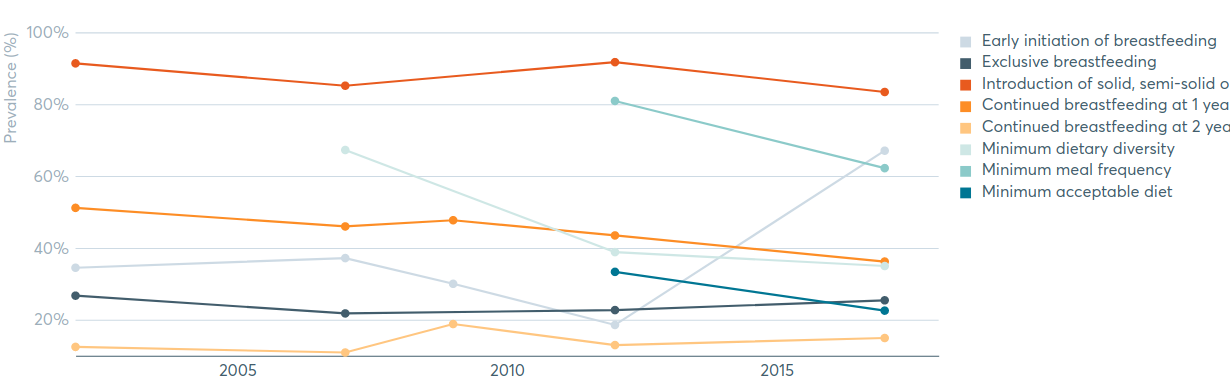 Prevalence (%)
100%
80%
60%
40%
20%
2005
2010
2015
Early initiation of breastfeeding
Exclusive breastfeeding
Introduction of solid, semi-solid o
Continued breastfeeding at 1 yea
Continued breastfeeding at 2 yea
Minimum dietary diversity
Minimum meal frequency
Minimum acceptable diet